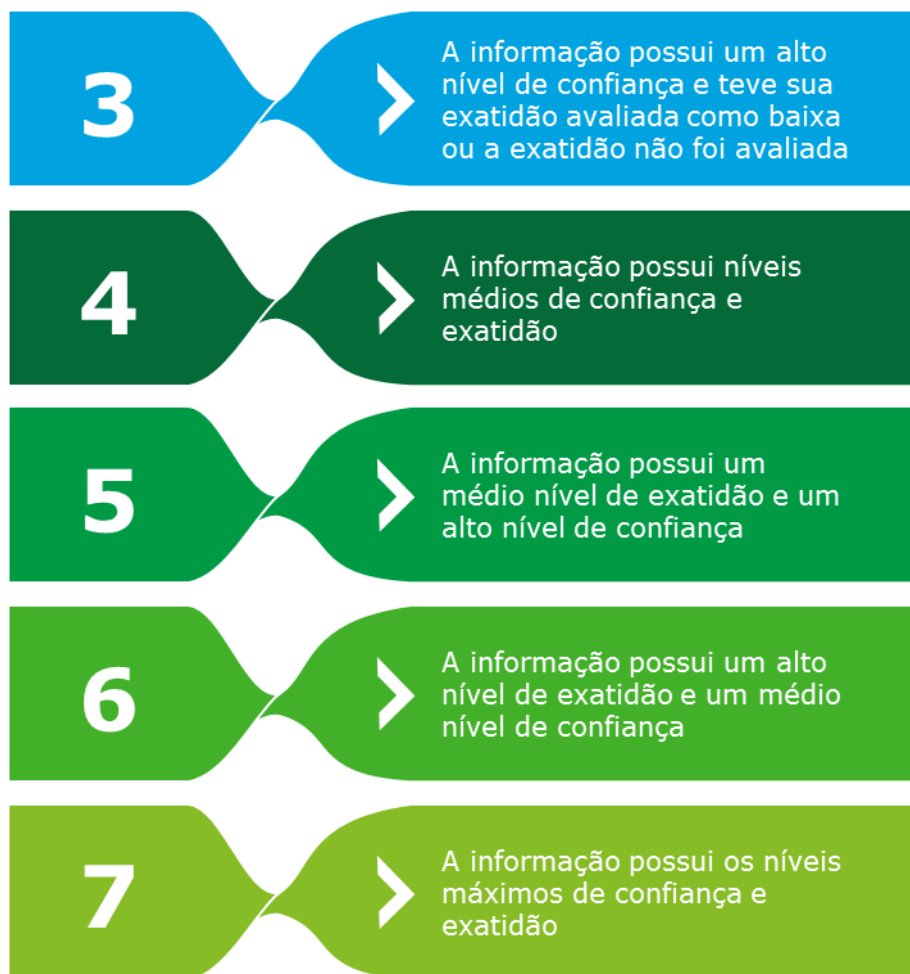 3
A informação possui um alto
nível de confiança e teve sua
exatidão avaliada como baixa
ou a exatidão não foi avaliada
4
A informação possui níveis
médios de confiança e
exatidão
5
A informação possui um
médio nível de exatidão e um
alto nível de confiança
6
A informação possui um alto
nível de exatidão e um médio
nível de confiança
7
A informação possui os níveis
máximos de confiança e
exatidão